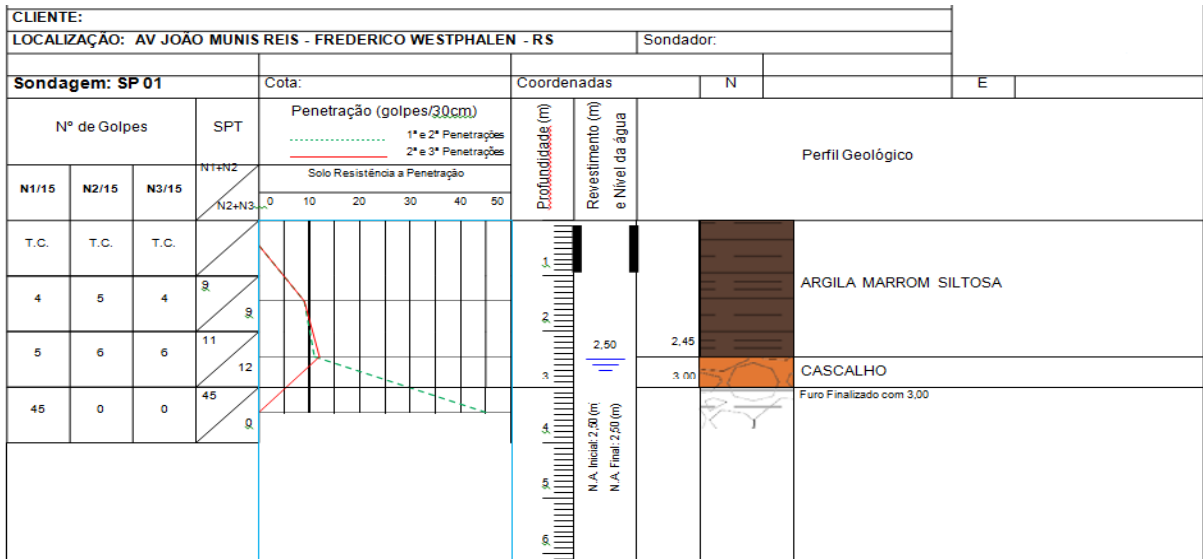 CLIENTE:
LOCALIZAÇÃO: AV JOÃO MUNIS REIS - FREDERICO WESTPHALEN - RS Sondador:
Sondagem: SP 01 Cota: Coordenadas N E
Nº de Golpes SPT Penetração (golpes/30cm) Profundidade (m) Revestimento (m) e Nível da água Perfil Geológico
1ª e 2ª Penetrações
2ª e 3ª Penetrações
N1/15 N2/15 N3/15 N1+N2 N2+N3 Solo Resistência a Penetração
0 10 20 30 40 50
T.C. T.C. T.C.
1
ARGILA MARROM SILTOSA
4 5 4 9 9
2
5 6 6 11 12
2,50 2,45
3 3,00 CASCALHO
Furo Finalizado com 3,00
45 0 0 45 0
4
N.A. Inicial: 2,50 (m)
N.A. Final: 2,50 (m)
5
6